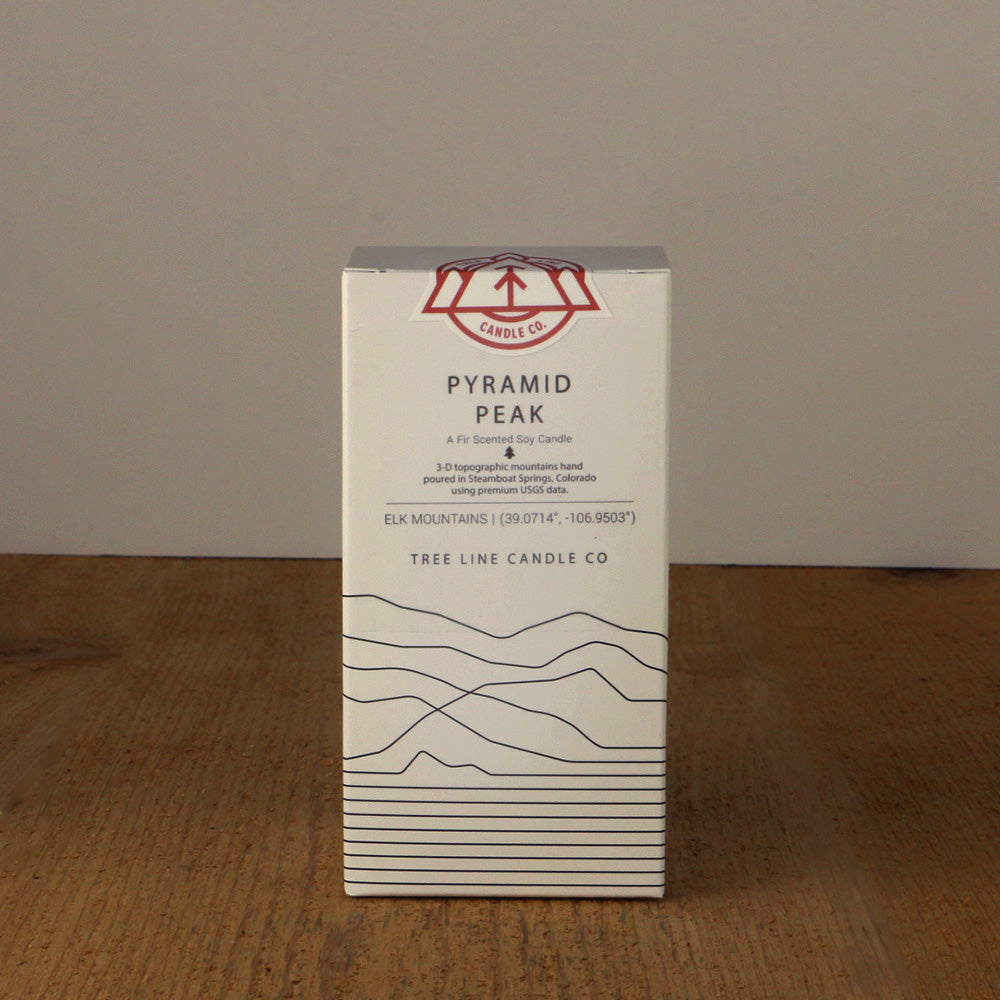 CANDLE CO.
PYRAMID
PEAK
A Fir Scented Soy Candle
3-D topographic mountains hand
poured in Steamboat Springs, Colorado
using premium USGS data.
ELK MOUNTAINS | (39.0714°, -106.9503°)
TREE LINE CANDLE CO